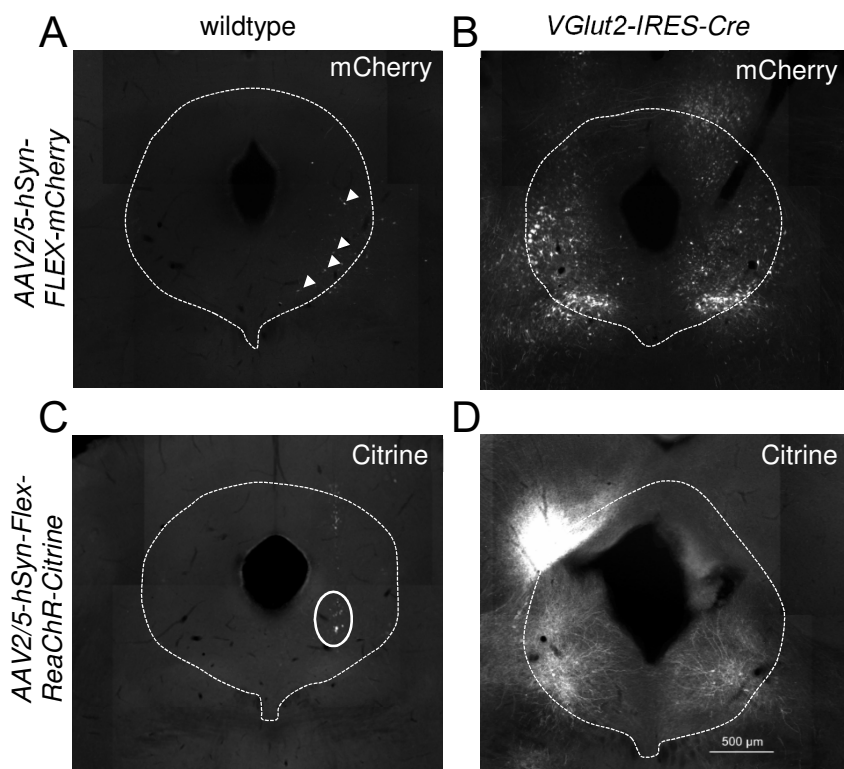 A
wildtype
B
VGlut2-IRES-Cre
mCherry
mCherry
AAV2/5-hSyn-
FLEX-mCherry
C
Citrine
D
Citrine
AAV2/5-hSyn-Flex-
ReaChR-Citrine
500 µm